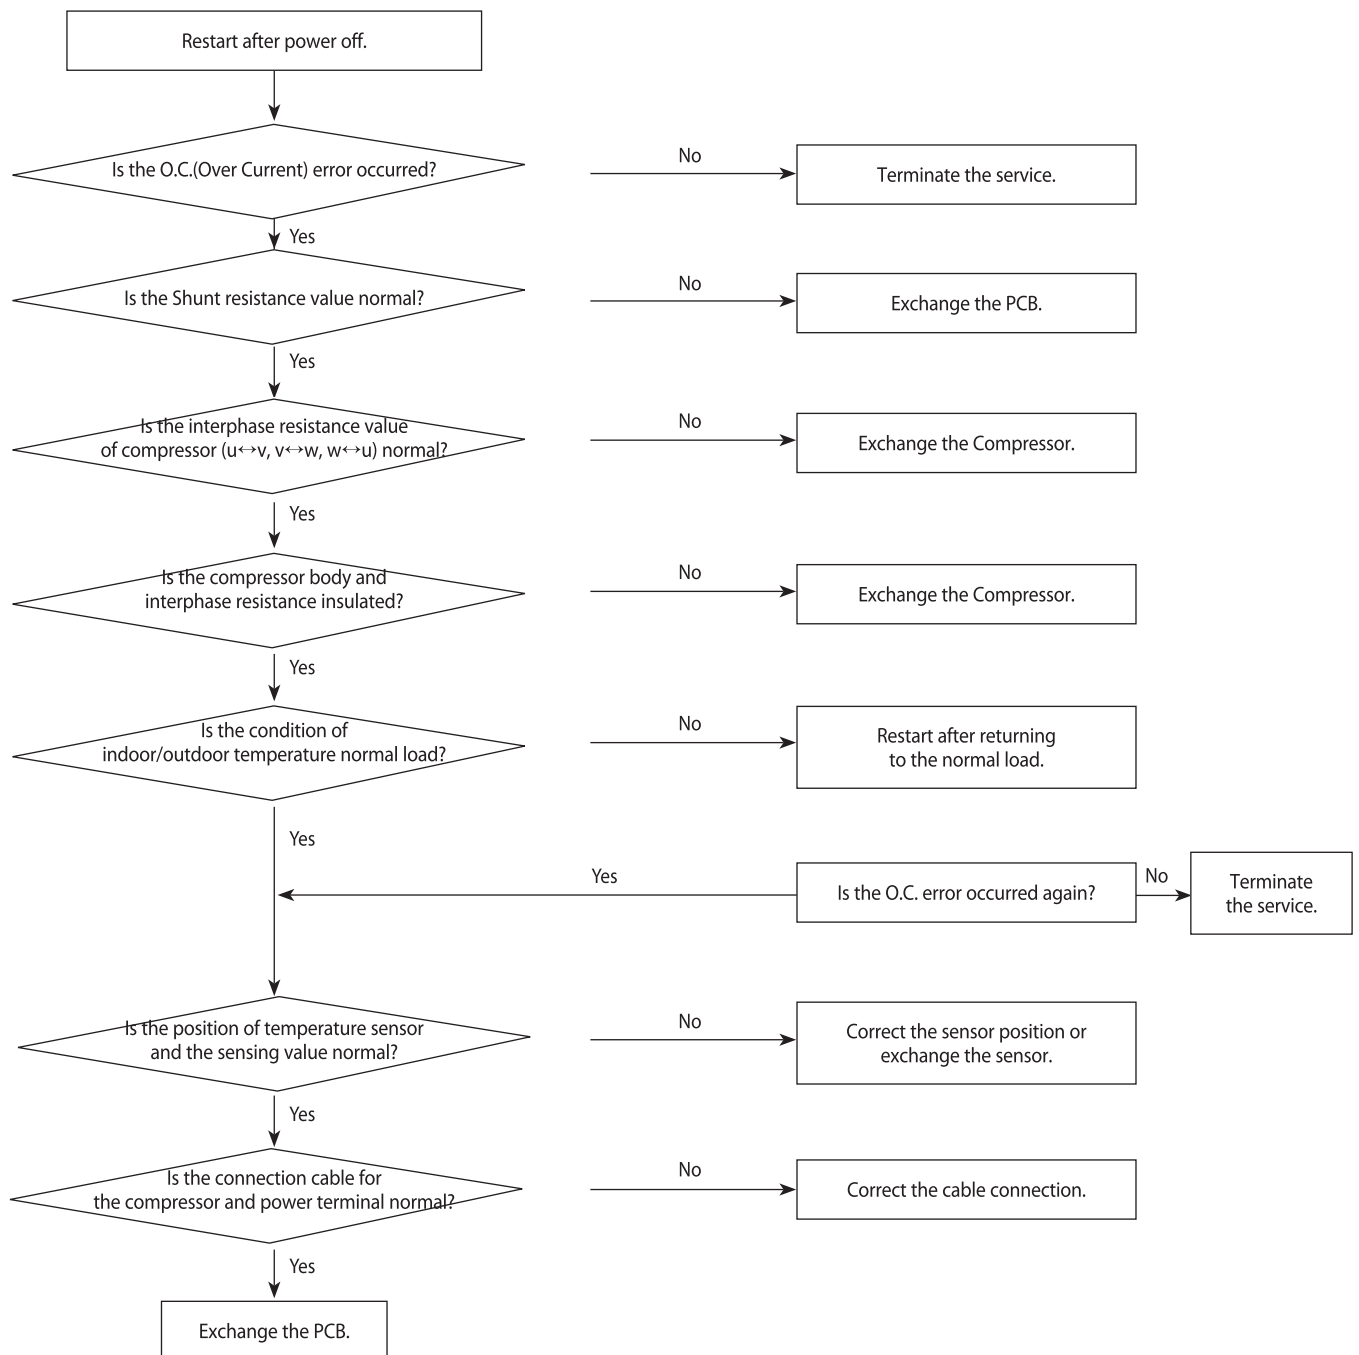 Restart after power off.
Is the O.C.(Over Current) error occurred?
No
Terminate the service.
Yes
Is the Shunt resistance value normal?
No
Exchange the PCB.
Yes
Is the interphase resistance value
of compressor (u↔v, v↔w, w↔u) normal?
No
Exchange the Compressor.
Yes
Is the compressor body and
interphase resistance insulated?
No
Exchange the Compressor.
Yes
Is the condition of
indoor/outdoor temperature normal load?
No
Restart after returning
to the normal load.
Yes
Yes
Is the O.C. error occurred again?
No
Terminate
the service.
Is the position of temperature sensor
and the sensing value normal?
No
Correct the sensor position or
exchange the sensor.
Yes
Is the connection cable for
the compressor and power terminal normal?
No
Correct the cable connection.
Yes
Exchange the PCB.